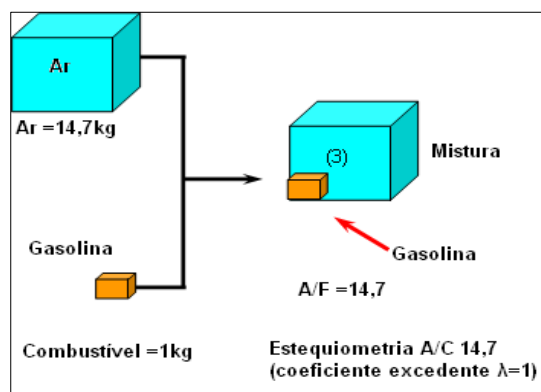 Ar
Ar =14,7kg
(3)
Mistura
Gasolina
Gasolina
A/F =14,7
Combustível =1kg
Estequiometria A/C 14,7
(coeficiente excedente λ=1)